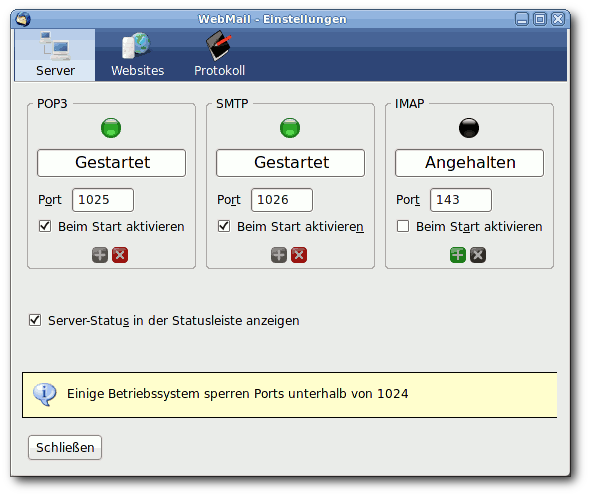 WebMail - Einstellungen
Server Websites Protokoll
POP3 SMTP IMAP
Gestartet Gestartet Angehalten
Port 1025 Port 1026 Port 143
Beim Start aktivieren Beim Start aktivieren Beim Start aktivieren
Server-Status in der Statusleiste anzeigen
Einige Betriebssystem sperren Ports unterhalb von 1024
Schließen